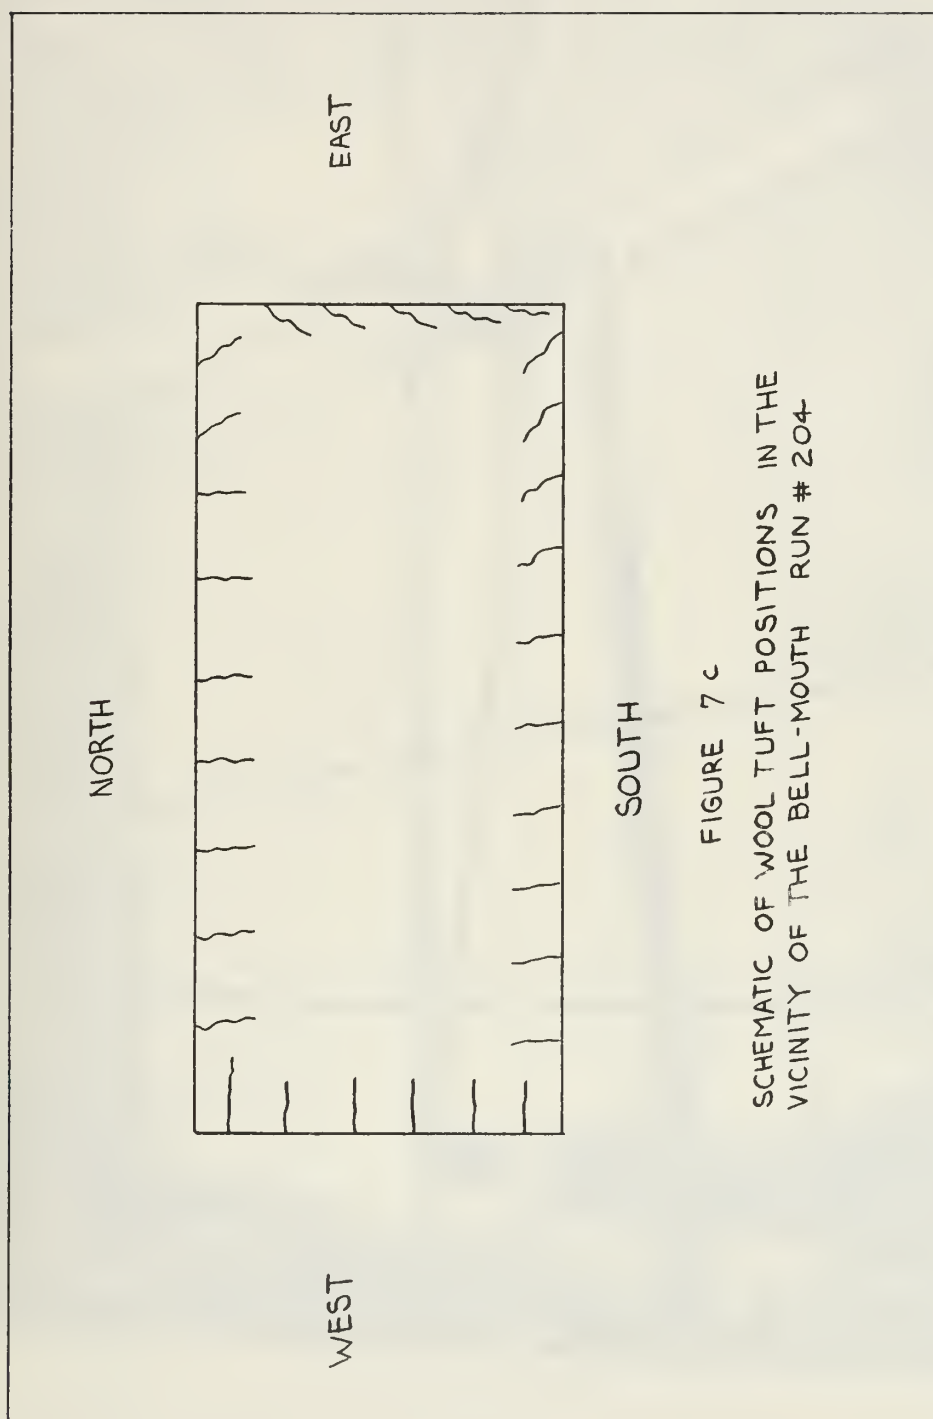 NORTH
WEST
EAST
SOUTH
FIGURE 7c
SCHEMATIC OF WOOL TUFT POSITIONS IN THE
VICINITY OF THE BELL-MOUTH RUN # 204